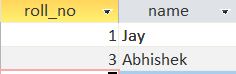 roll_no name
1 Jay
3 Abhishek